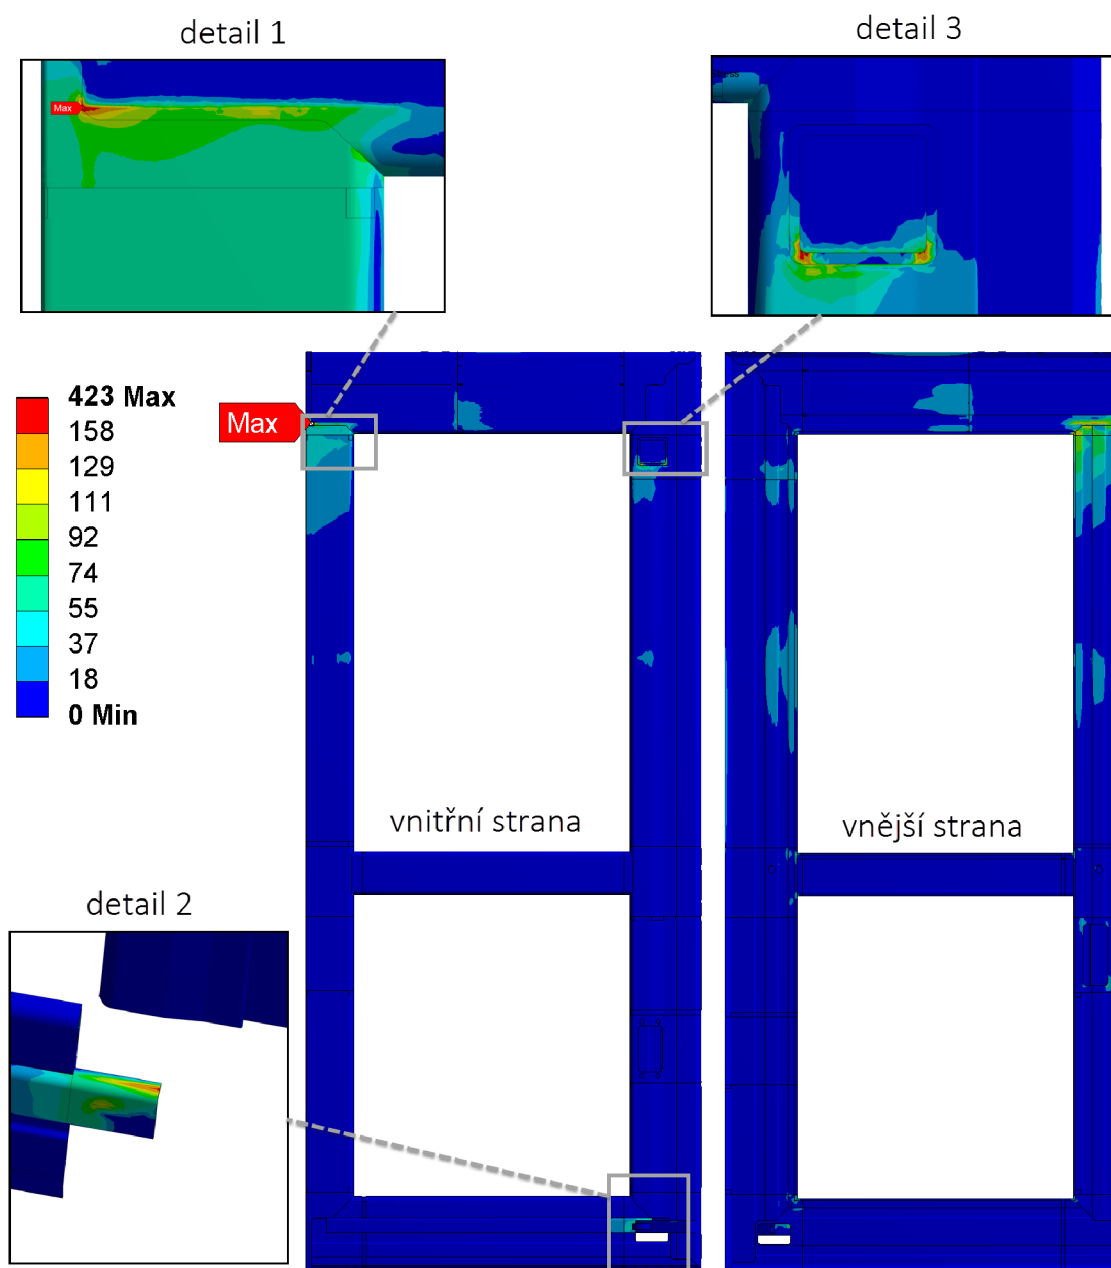 detail 1
detail 3
Max
423 Max
158
129
111
92
74
55
37
18
0 Min
Max
vnitřní strana
vnější strana
detail 2